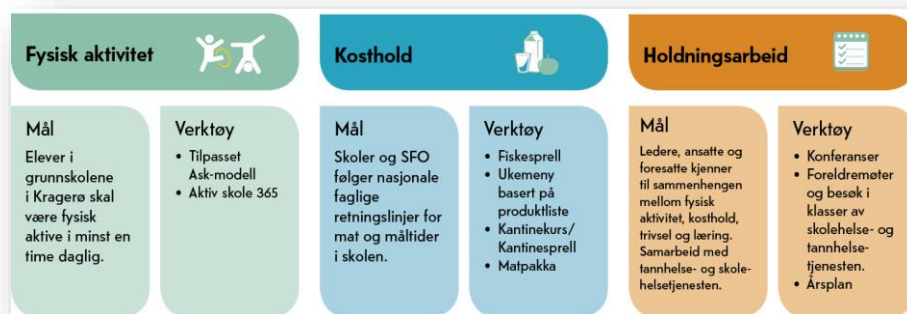 Fysisk aktivitet
Mål
Elever i
grunnskolene
i Kragerø skal
være fysisk
aktive i minst en
time daglig.
Verktøy
• Tilpasset
Ask-modell
• Aktiv skole 365
Kosthold
Mål
Skoler og SFO
følger nasjonale
faglige
retningslinjer for
mat og måltider
i skolen.
Verktøy
• Fiskesprell
• Ukemeny
basert på
produktliste
• Kantinekurs/
Kantinesprell
• Matpakka
Holdningsarbeid
Mål
Ledere, ansatte og
foresatte kjenner
til sammenhengen
mellom fysisk
aktivitet, kosthold,
trivsel og læring.
Samarbeid med
tannhelse- og skole-
helsetjenesten.
Verktøy
• Konferanser
• Foreldremøter
og besøk i
klasser av
skolehelse- og
tannhelse-
tjenesten.
• Årsplan